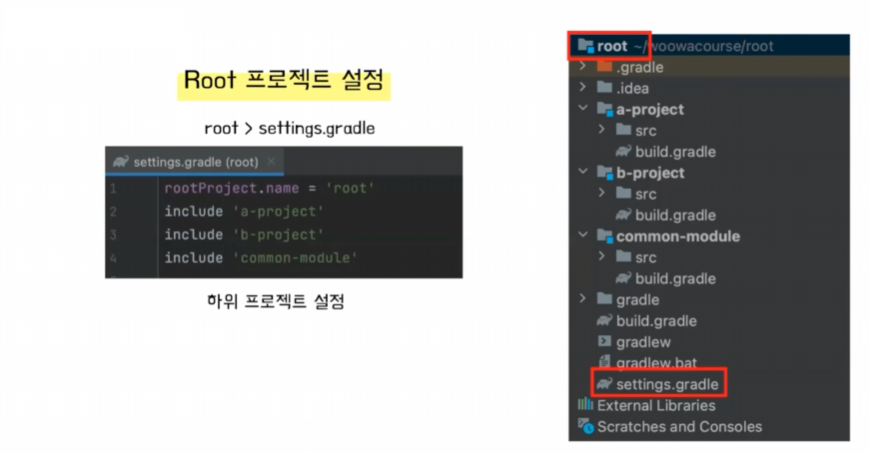 Root 프로젝트 설정
root > settings.gradle
settings.gradle (root) ×
1 rootProject.name = 'root'
2 include 'a-project'
3 include 'b-project'
4 include 'common-module'
하위 프로젝트 설정
root ~/woowacourse/root
.gradle
.idea
a-project
src
build.gradle
b-project
src
build.gradle
common-module
src
build.gradle
gradle
build.gradle
gradlew
gradlew.bat
settings.gradle
External Libraries
Scratches and Consoles